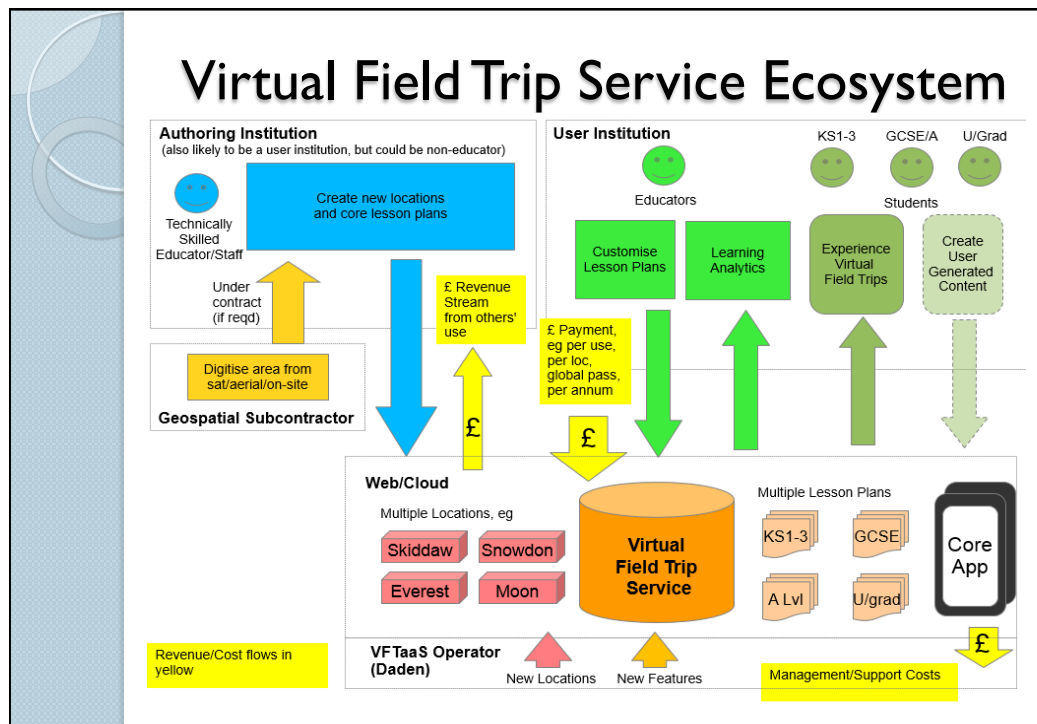 Virtual Field Trip Service Ecosystem
Authoring Institution
(also likely to be a user institution, but could be non-educator)
Technically
Skilled
Educator/Staff
Create new locations
and core lesson plans
Under
contract
(if reqd)
£ Revenue
Stream
from others'
use
Digitise area from
sat/aerial/on-site
Geospatial Subcontractor
£
User Institution
Educators
KS1-3
GCSE/A
U/Grad
Students
Customise
Lesson Plans
Learning
Analytics
Experience
Virtual
Field Trips
Create
User
Generated
Content
£ Payment,
eg per use,
per loc,
global pass,
per annum
£
Web/Cloud
Multiple Locations, eg
Skiddaw
Snowdon
Everest
Moon
Virtual
Field Trip
Service
Multiple Lesson Plans
KS1-3
GCSE
A Lvl
U/grad
Core
App
VFTaaS Operator
(Daden)
New Locations
New Features
£
Management/Support Costs
Revenue/Cost flows in
yellow